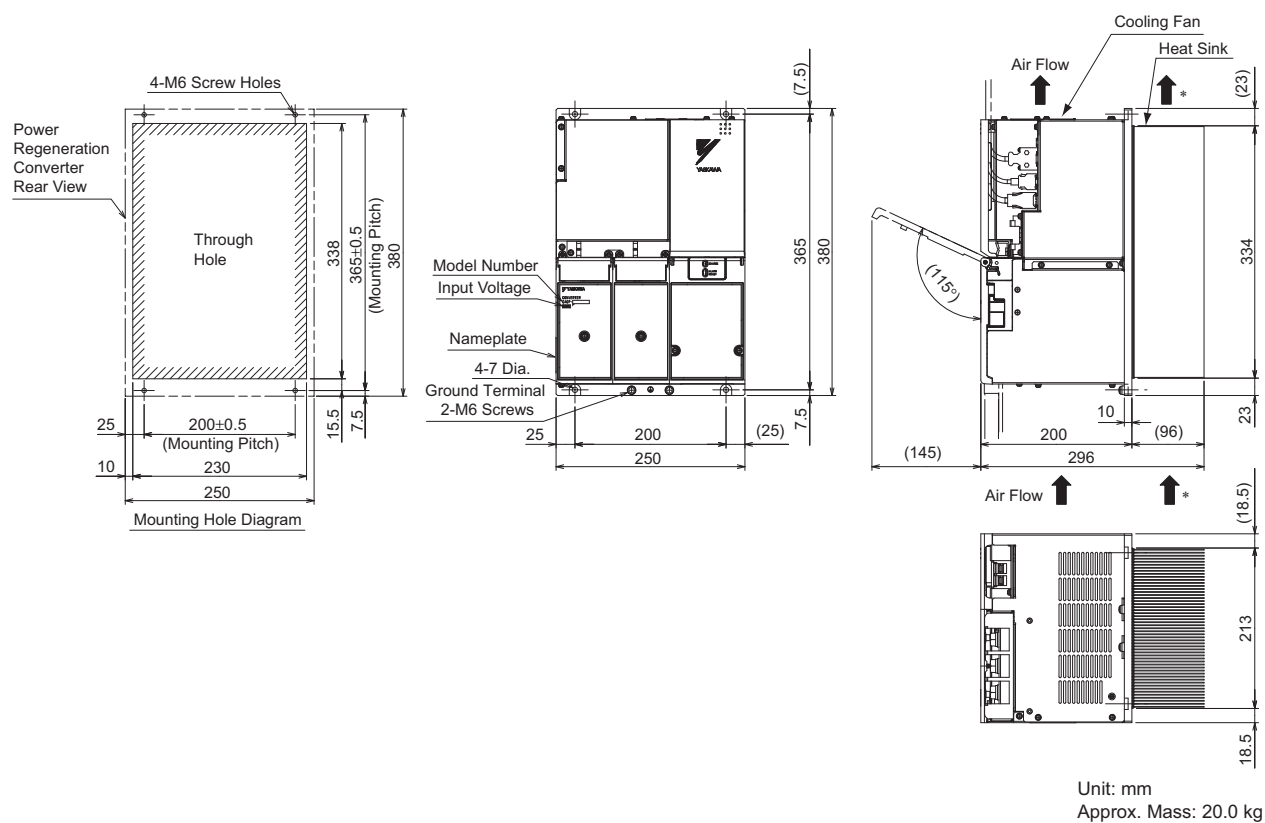 4-M6 Screw Holes
Power
Regeneration
Converter
Rear View
Through
Hole
338
365±0.5
(Mounting Pitch)
380
25
200±0.5
(Mounting Pitch)
15.5
7.5
10
230
250
Mounting Hole Diagram
(7.5)
YASKAWA
Model Number
Input Voltage
YASKAWA
CONVERTER
Nameplate
4-7 Dia.
Ground Terminal
2-M6 Screws
365
380
7.5
25
200
(25)
250
Cooling Fan
Heat Sink
Air Flow
*
(23)
(115°)
334
10
200
(96)
23
(145)
296
Air Flow
*
(18.5)
213
18.5
Unit: mm
Approx. Mass: 20.0 kg